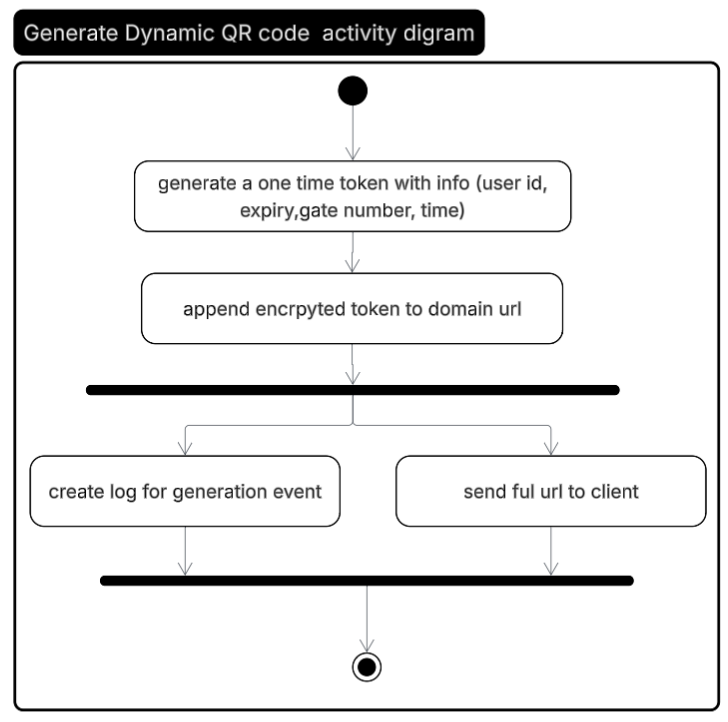 Generate Dynamic QR code  activity digram
generate a one time token with info (user id,
expiry,gate number, time)
append encrpyted token to domain url
create log for generation event
send ful url to client